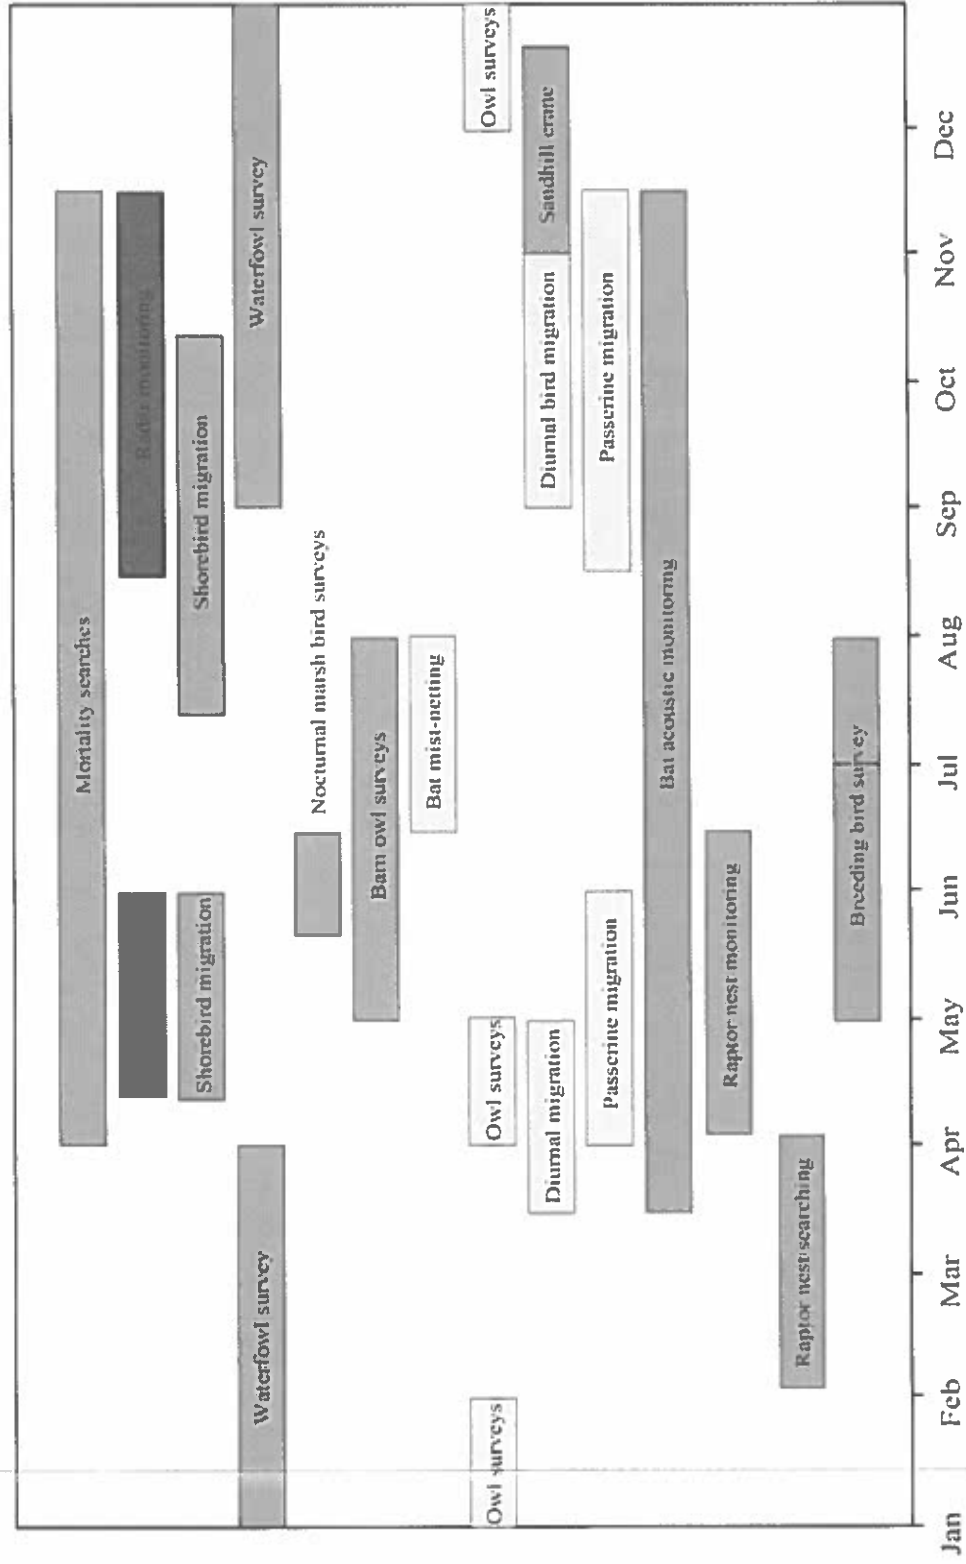 Mortality searches
Radar monitoring
Shorebird migration
Shorebird migration
Waterfowl survey
Waterfowl survey
Nocturnal marsh bird surveys
Barn owl surveys
Bat mist-netting
Owl surveys
Owl surveys
Owl surveys
Diurnal migration
Diurnal bird migration
Sandhill crane
Passerine migration
Passerine migration
Bat acoustic monitoring
Raptor nest monitoring
Raptor nest searching
Breeding bird survey
Jan
Feb
Mar
Apr
May
Jun
Jul
Aug
Sep
Oct
Nov
Dec